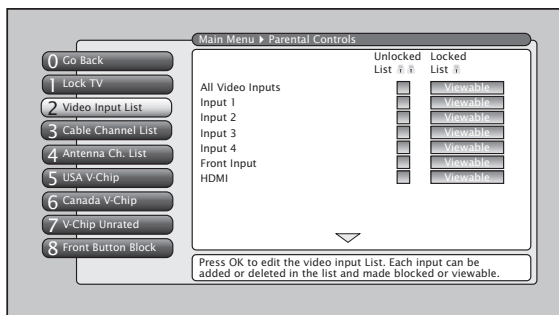 Main Menu ▶ Parental Controls
0 Go Back
1 Lock TV
2 Video Input List
3 Cable Channel List
4 Antenna Ch. List
5 USA V-Chip
6 Canada V-Chip
7 V-Chip Unrated
8 Front Button Block
Unlocked Locked
List List
All Video Inputs Viewable
Input 1 Viewable
Input 2 Viewable
Input 3 Viewable
Input 4 Viewable
Front Input Viewable
HDMI Viewable
Press OK to edit the video input List. Each input can be
added or deleted in the list and made blocked or viewable.